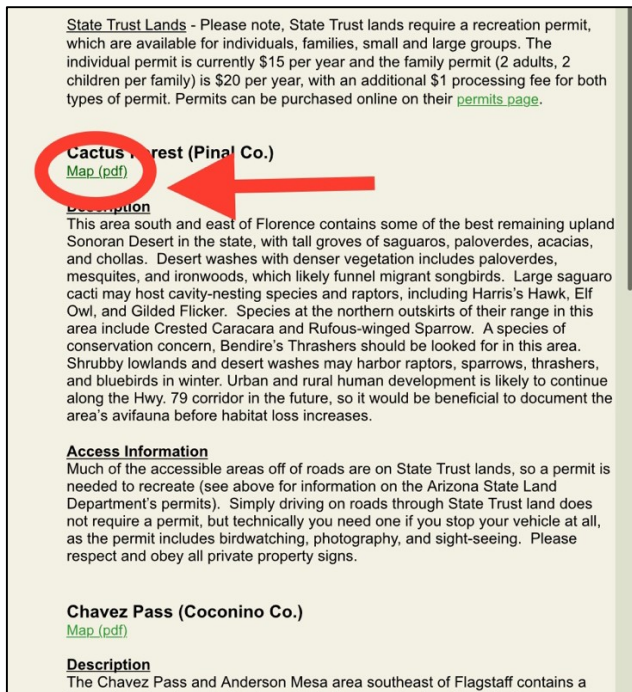 State Trust Lands - Please note, State Trust lands require a recreation permit,
which are available for individuals, families, small and large groups. The
individual permit is currently $15 per year and the family permit (2 adults, 2
children per family) is $20 per year, with an additional $1 processing fee for both
types of permit. Permits can be purchased online on their permits page.
Cactus Forest (Pinal Co.)
Map (pdf)
Description
This area south and east of Florence contains some of the best remaining upland
Sonoran Desert in the state, with tall groves of saguaros, paloverdes, acacias,
and chollas. Desert washes with denser vegetation includes paloverdes,
mesquites, and ironwoods, which likely funnel migrant songbirds. Large saguaro
cacti may host cavity-nesting species and raptors, including Harris's Hawk, Elf
Owl, and Gilded Flicker. Species at the northern outskirts of their range in this
area include Crested Caracara and Rufous-winged Sparrow. A species of
conservation concern, Bendire's Thrashers should be looked for in this area.
Shrubby lowlands and desert washes may harbor raptors, sparrows, thrashers,
and bluebirds in winter. Urban and rural human development is likely to continue
along the Hwy. 79 corridor in the future, so it would be beneficial to document the
area's avifauna before habitat loss increases.
Access Information
Much of the accessible areas off of roads are on State Trust lands, so a permit is
needed to recreate (see above for information on the Arizona State Land
Department's permits). Simply driving on roads through State Trust land does
not require a permit, but technically you need one if you stop your vehicle at all,
as the permit includes birdwatching, photography, and sight-seeing. Please
respect and obey all private property signs.
Chavez Pass (Coconino Co.)
Map (pdf)
Description
The Chavez Pass and Anderson Mesa area southeast of Flagstaff contains a